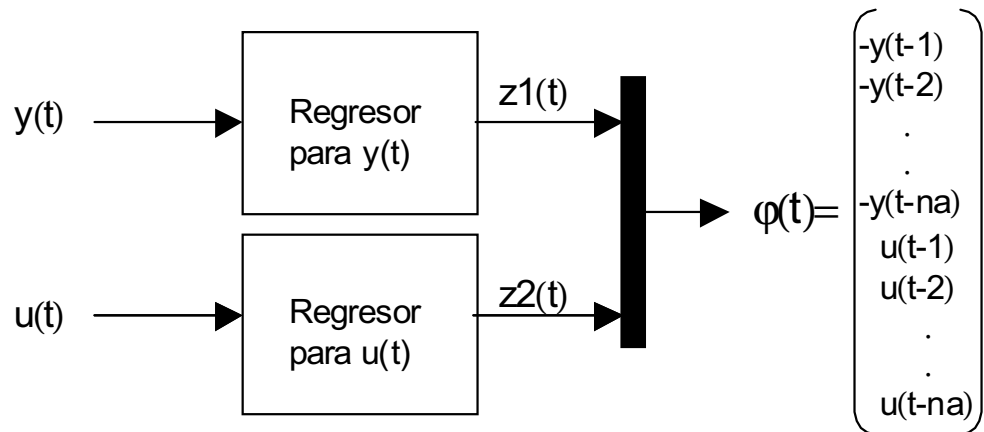 y(t)
Regresor
para y(t)
z1(t)
u(t)
Regresor
para u(t)
z2(t)
φ(t)=
-y(t-1)
-y(t-2)
.
.
-y(t-na)
u(t-1)
u(t-2)
.
.
u(t-na)